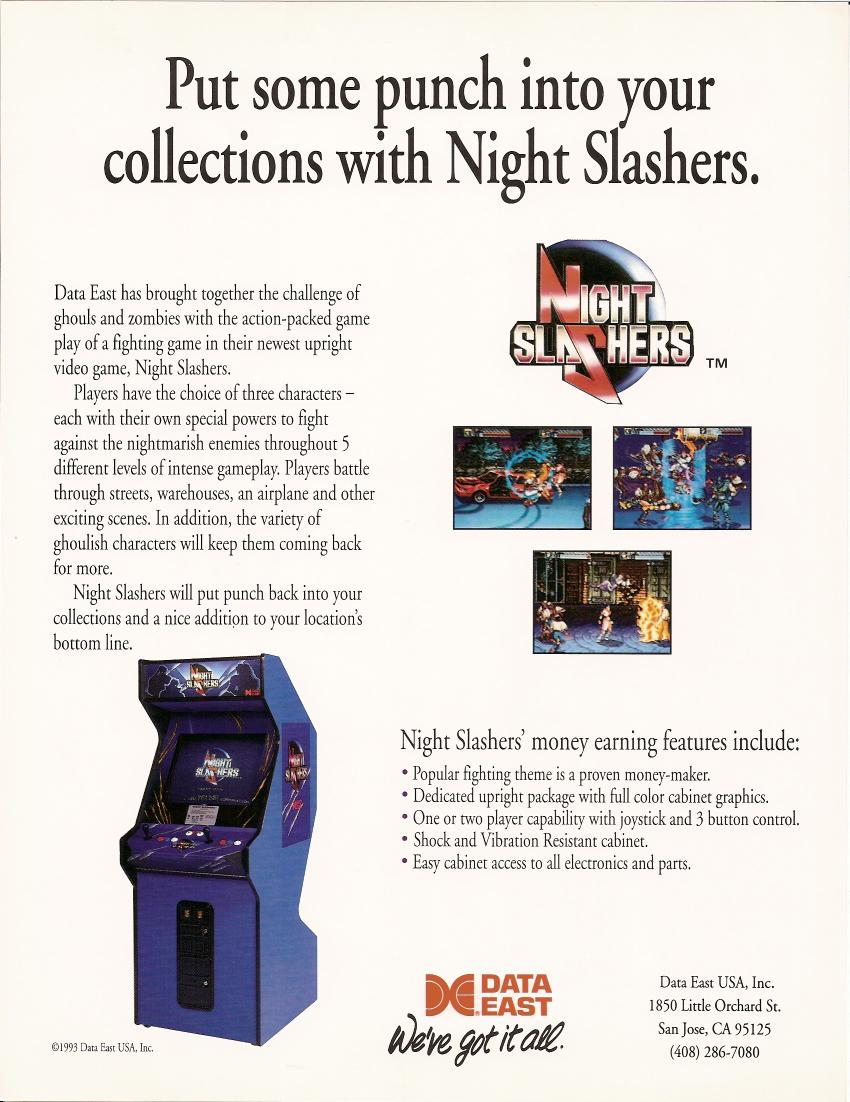 Put some punch into your
collections with Night Slashers.
NIGHT
SLASHERS
TM
Data East has brought together the challenge of
ghouls and zombies with the action-packed game
play of a fighting game in their newest upright
video game, Night Slashers.
Players have the choice of three characters –
each with their own special powers to fight
against the nightmarish enemies throughout 5
different levels of intense gameplay. Players battle
through streets, warehouses, an airplane and other
exciting scenes. In addition, the variety of
ghoulish characters will keep them coming back
for more.
Night Slashers will put punch back into your
collections and a nice addition to your location's
bottom line.
NIGHT
SLASHERS
NIGHT
SLASHERS
NIGHT
SLASHERS
Night Slashers' money earning features include:
• Popular fighting theme is a proven money-maker.
• Dedicated upright package with full color cabinet graphics.
• One or two player capability with joystick and 3 button control.
• Shock and Vibration Resistant cabinet.
• Easy cabinet access to all electronics and parts.
DATA
EAST
®
We've got it all.
Data East USA, Inc.
1850 Little Orchard St.
San Jose, CA 95125
(408) 286-7080
©1993 Data East USA, Inc.